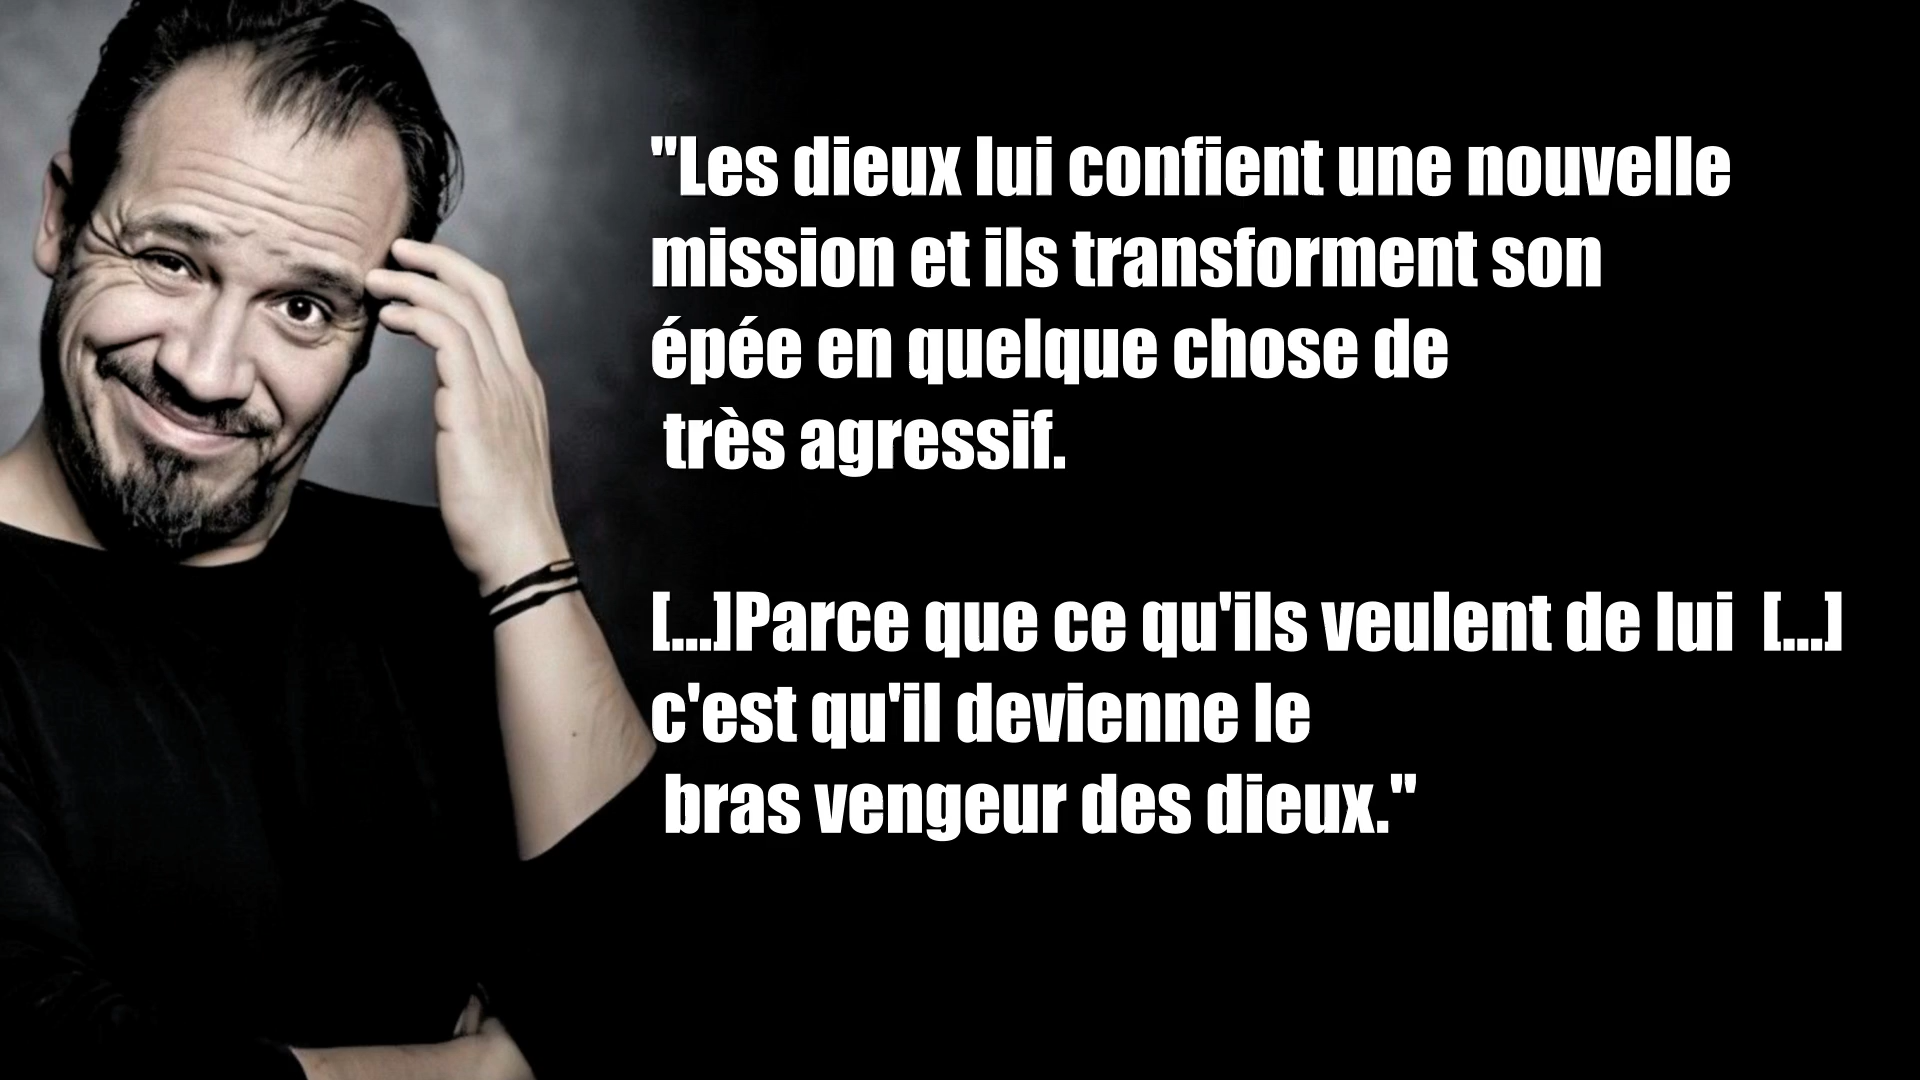 "Les dieux lui confient une nouvelle
mission et ils transforment son
épée en quelque chose de
très agressif.
[...]Parce que ce qu'ils veulent de lui [...]
c'est qu'il devienne le
bras vengeur des dieux."